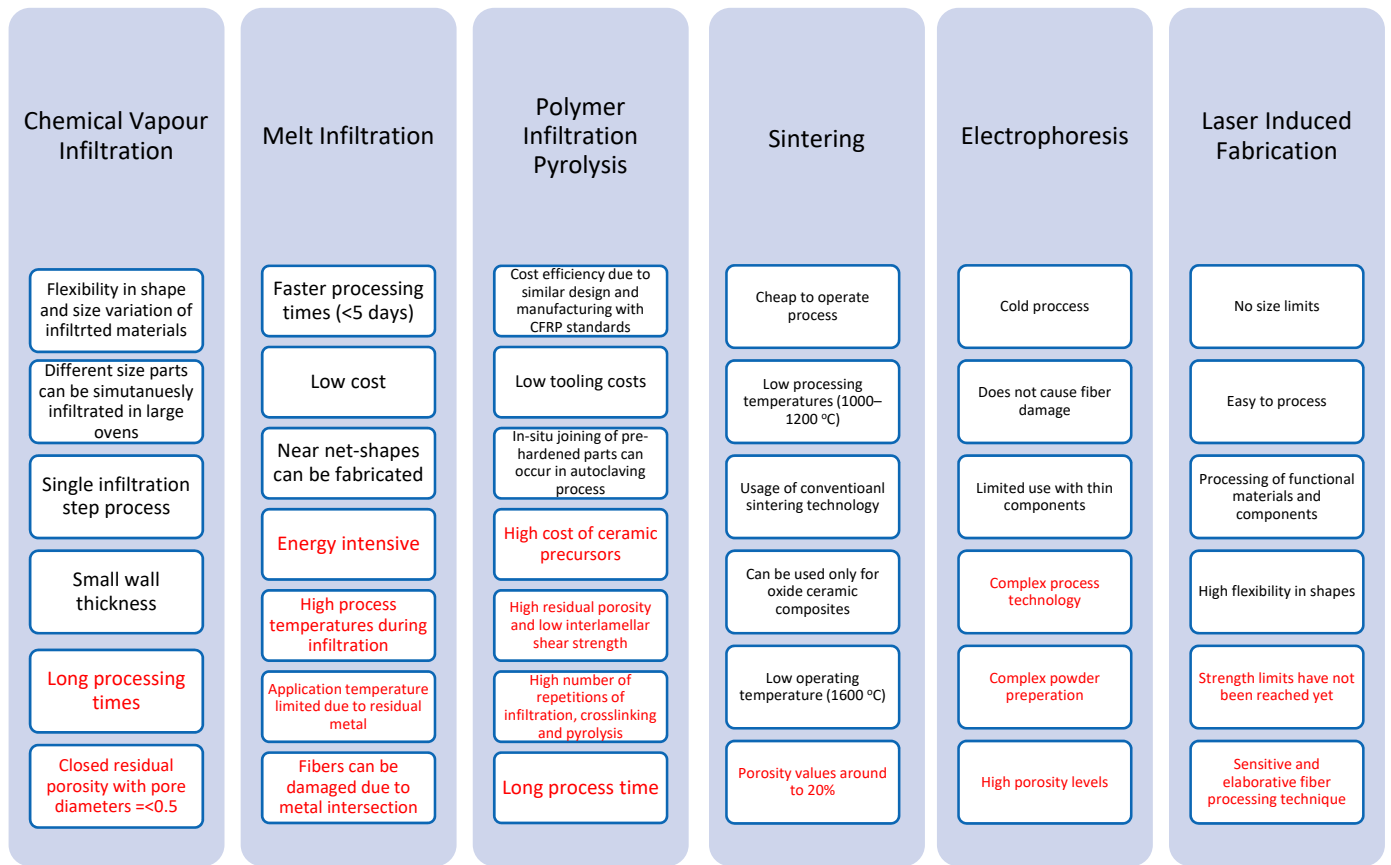 Chemical Vapour
Infiltration
Flexibility in shape
and size variation of
infiltrted materials
Different size parts
can be simutanuesly
infiltrated in large
ovens
Single infiltration
step process
Small wall
thickness
Long processing
times
Closed residual
porosity with pore
diameters =<0.5
Melt Infiltration
Faster processing
times (<5 days)
Low cost
Near net-shapes
can be fabricated
Energy intensive
High process
temperatures during
infiltration
Application temperature
limited due to residual
metal
Fibers can be
damaged due to
metal intersection
Polymer
Infiltration
Pyrolysis
Cost efficiency due to
similar design and
manufacturing with
CFRP standards
Low tooling costs
In-situ joining of pre-
hardened parts can
occur in autoclaving
process
High cost of ceramic
precursors
High residual porosity
and low interlamellar
shear strength
High number of
repetitions of
infiltration, crosslinking
and pyrolysis
Long process time
Sintering
Cheap to operate
process
Low processing
temperatures (1000–
1200 °C)
Usage of conventioanl
sintering technology
Can be used only for
oxide ceramic
composites
Low operating
temperature (1600 °C)
Porosity values around
to 20%
Electrophoresis
Cold proccess
Does not cause fiber
damage
Limited use with thin
components
Complex process
technology
Complex powder
preperation
High porosity levels
Laser Induced
Fabrication
No size limits
Easy to process
Processing of functional
materials and
components
High flexibility in shapes
Strength limits have not
been reached yet
Sensitive and
elaborative fiber
processing technique